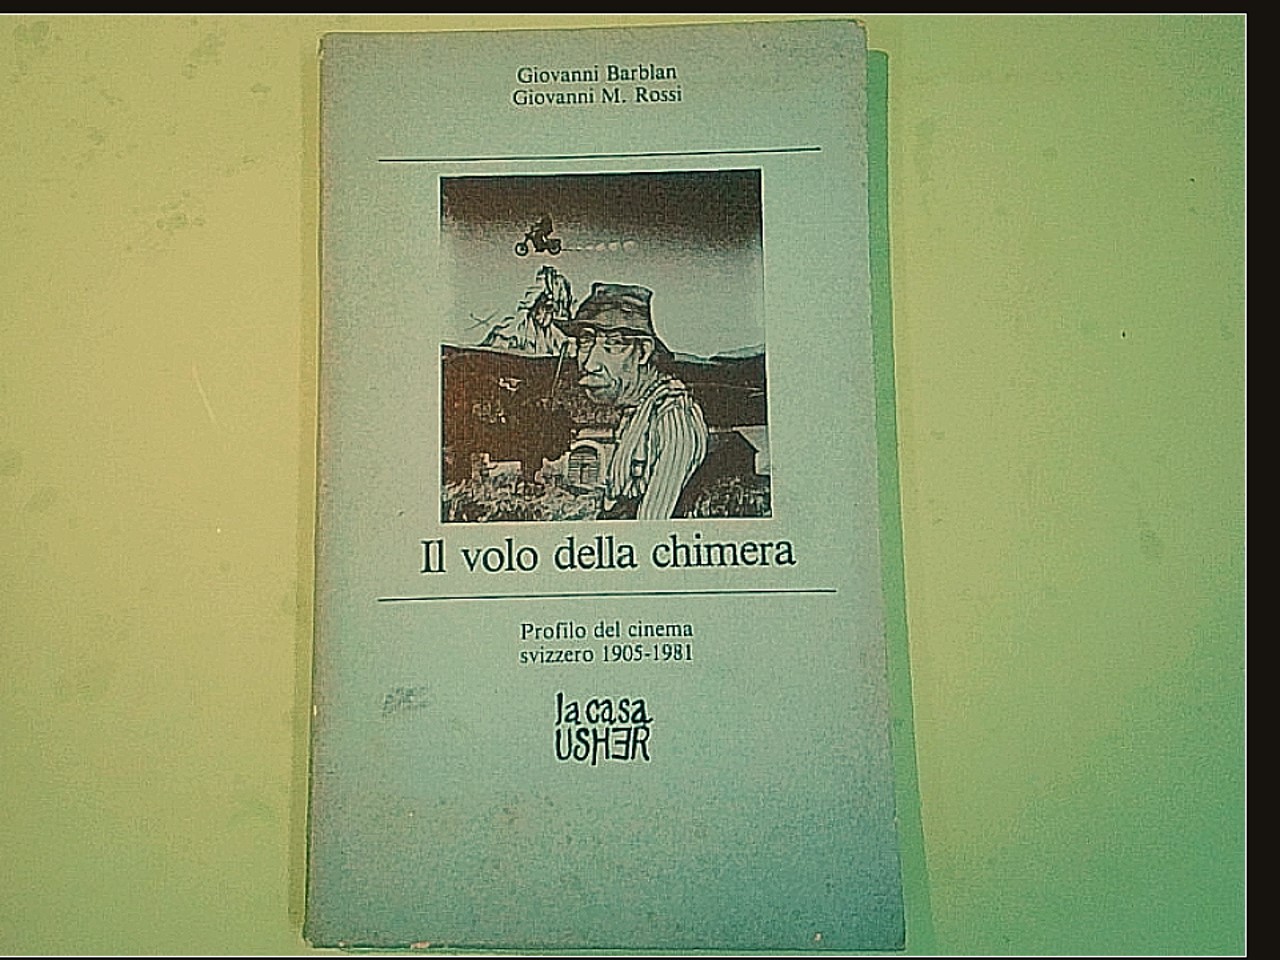 Giovanni Barblan
Giovanni M. Rossi
Il volo della chimera
Profilo del cinema
svizzero 1905-1981
la casa
USHER